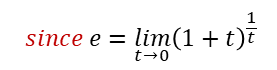 since e = lim_{t→0} (1 + t)^{1/t}